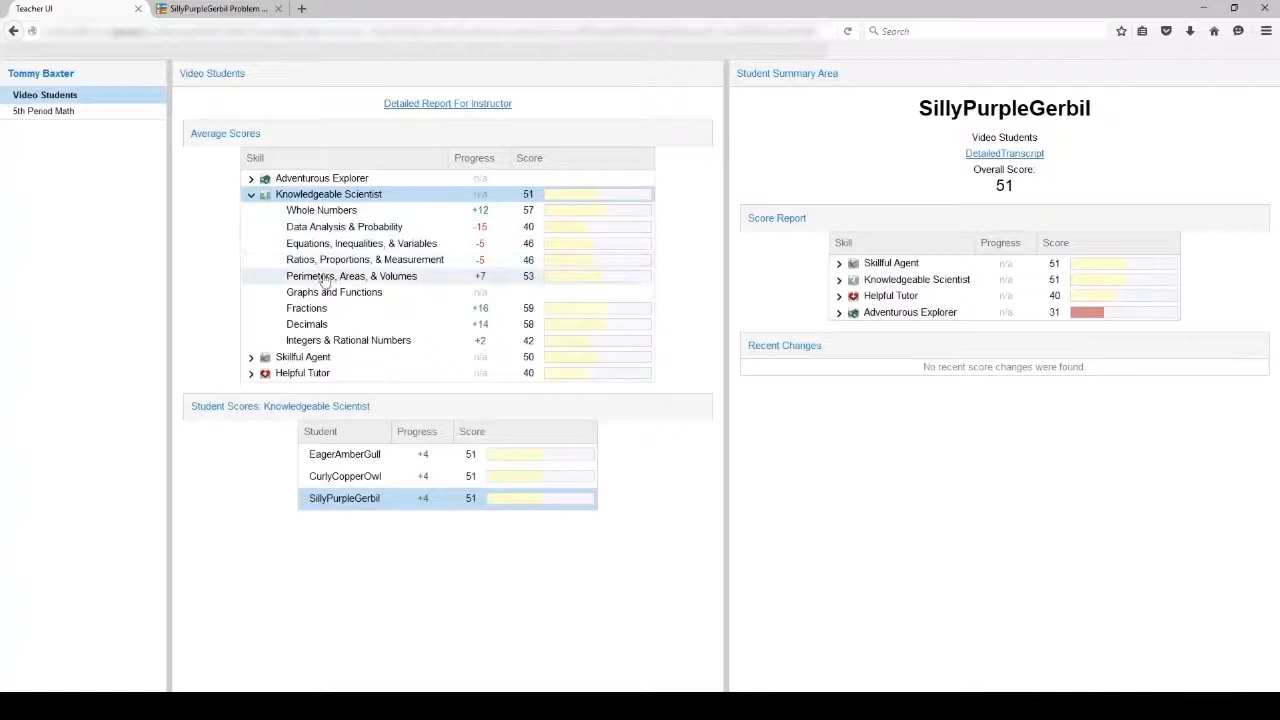 Teacher UI
SillyPurpleGerbil Problem ...
Search
Tommy Baxter
Video Students
5th Period Math
Video Students
Detailed Report For Instructor
Average Scores
Skill Progress Score
Adventurous Explorer n/a
Knowledgeable Scientist n/a 51
Whole Numbers +12 57
Data Analysis & Probability -15 40
Equations, Inequalities, & Variables -5 46
Ratios, Proportions, & Measurement -5 46
Perimeters, Areas, & Volumes +7 53
Graphs and Functions n/a
Fractions +16 59
Decimals +14 58
Integers & Rational Numbers +2 42
Skillful Agent n/a 50
Helpful Tutor n/a 40
Student Scores: Knowledgeable Scientist
Student Progress Score
EagerAmberGull +4 51
CurlyCopperOwl +4 51
SillyPurpleGerbil +4 51
Student Summary Area
SillyPurpleGerbil
Video Students
DetailedTranscript
Overall Score:
51
Score Report
Skill Progress Score
Skillful Agent n/a 51
Knowledgeable Scientist n/a 51
Helpful Tutor n/a 40
Adventurous Explorer n/a 31
Recent Changes
No recent score changes were found.